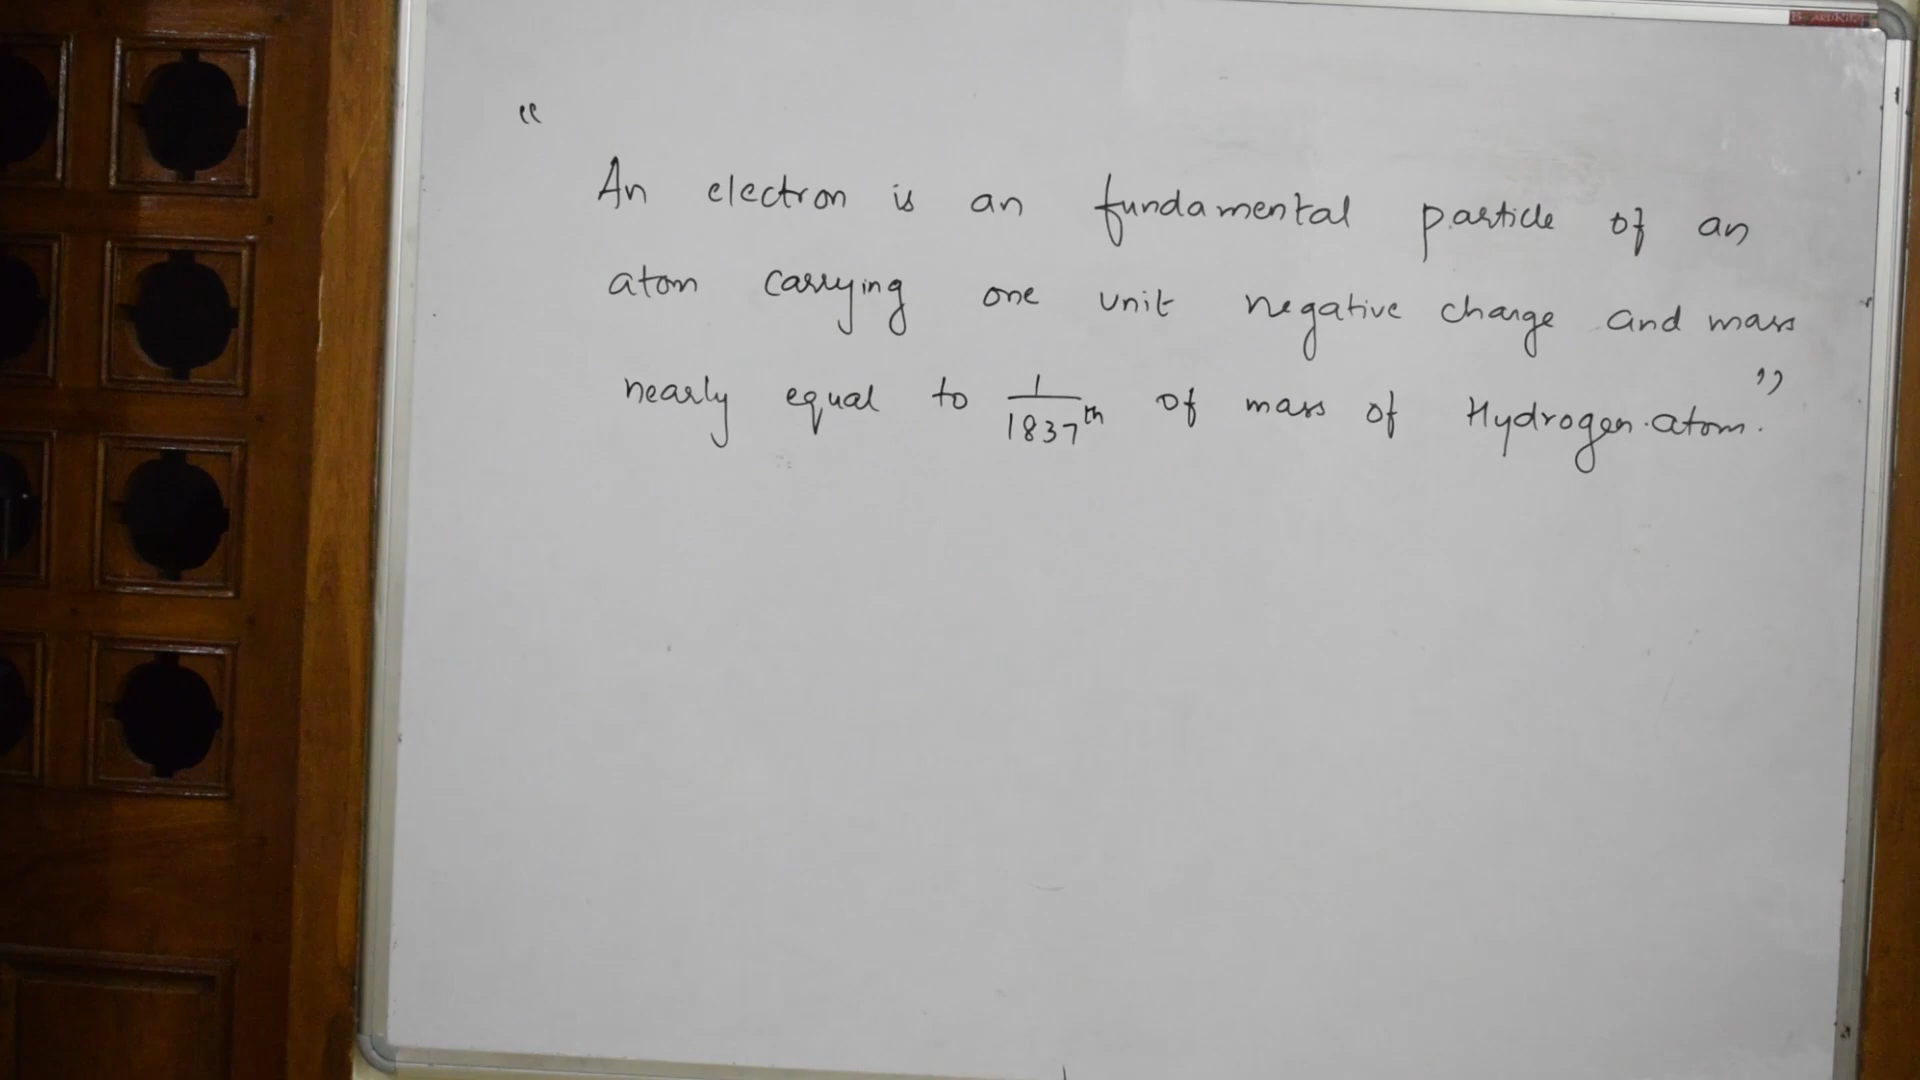 “
An electron is an fundamental particle of an
atom carrying one unit negative charge and mass
nearly equal to 1/1837th of mass of Hydrogen.atom.”